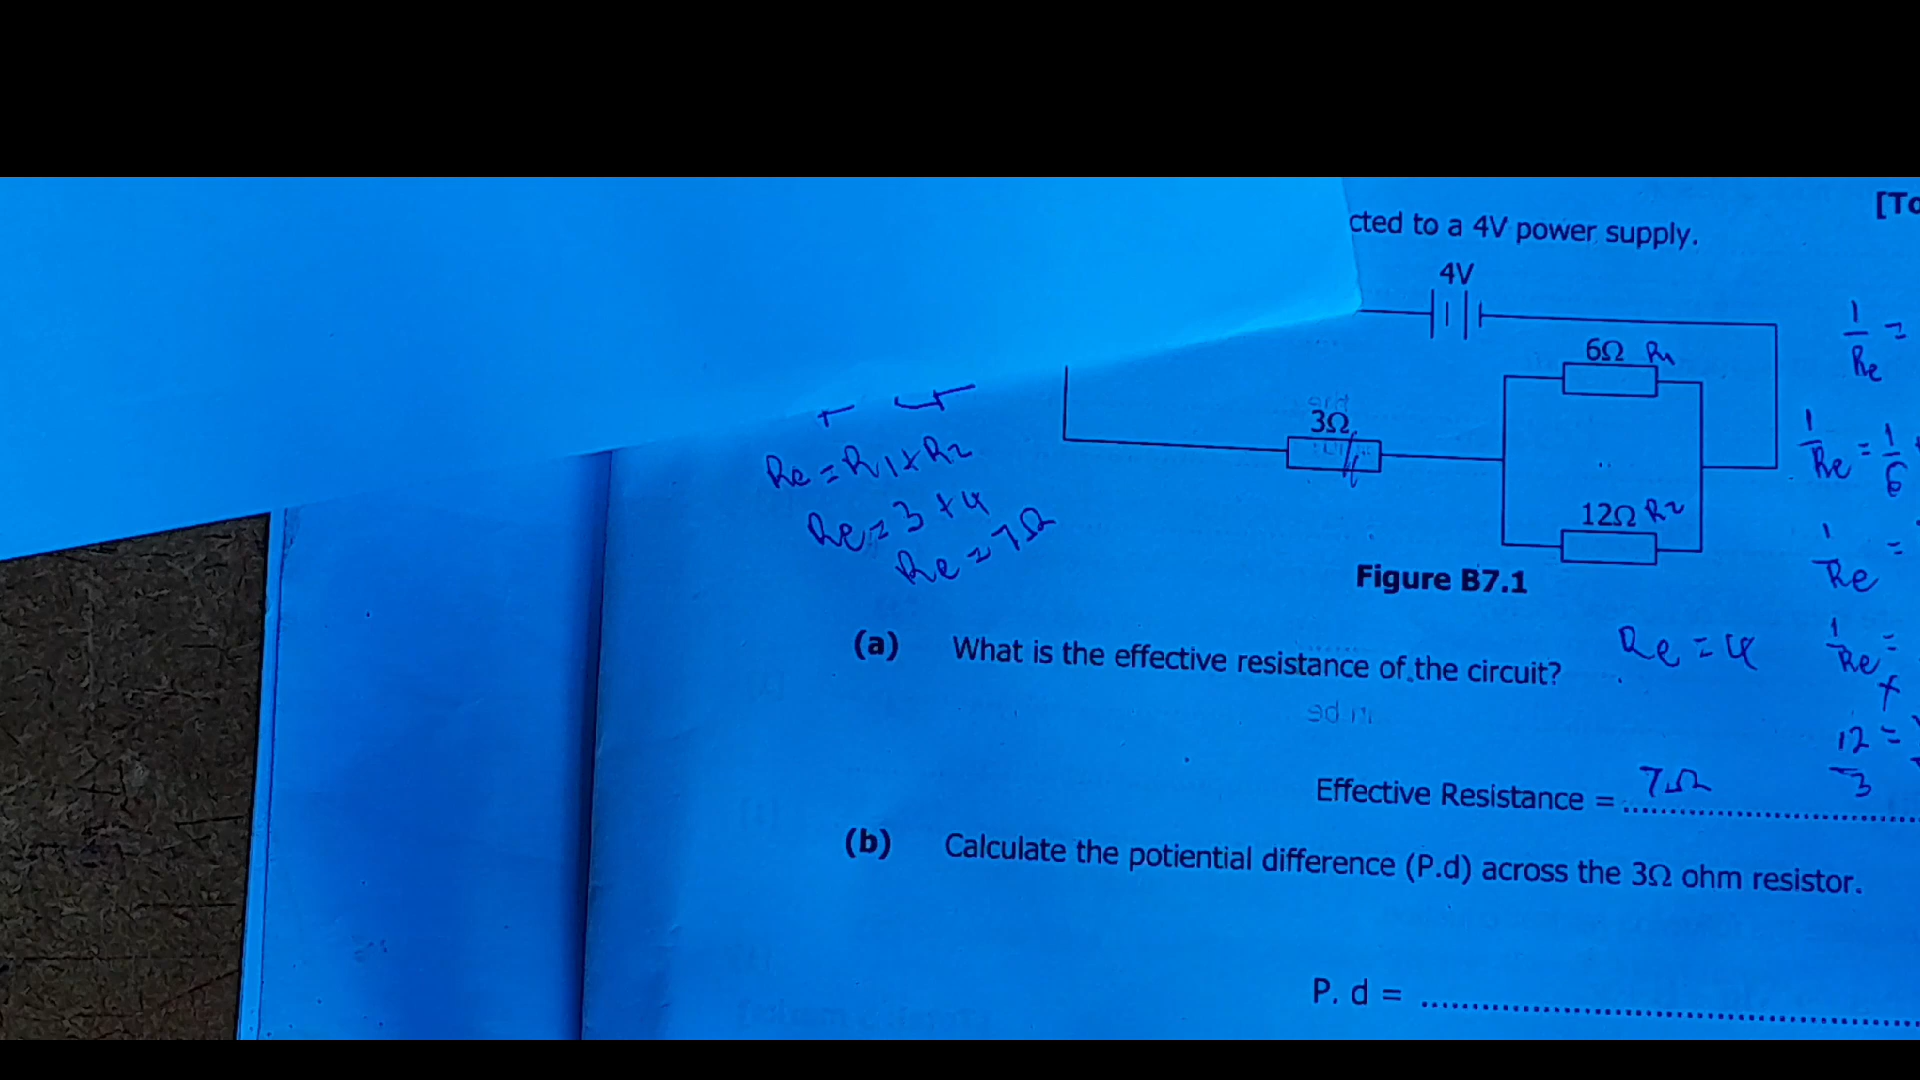 [To
cted to a 4V power supply.
4V
6Ω R1
3Ω
12Ω R2
Figure B7.1
Re = R1 + R2
Re = 3 + 4
Re = 7Ω
1/Re =
1/Re = 1/6
1/Re =
1/Re =
12 =
3
Re = 4
(a) What is the effective resistance of the circuit?
Effective Resistance = 7Ω
(b) Calculate the potiential difference (P.d) across the 3Ω ohm resistor.
P. d =